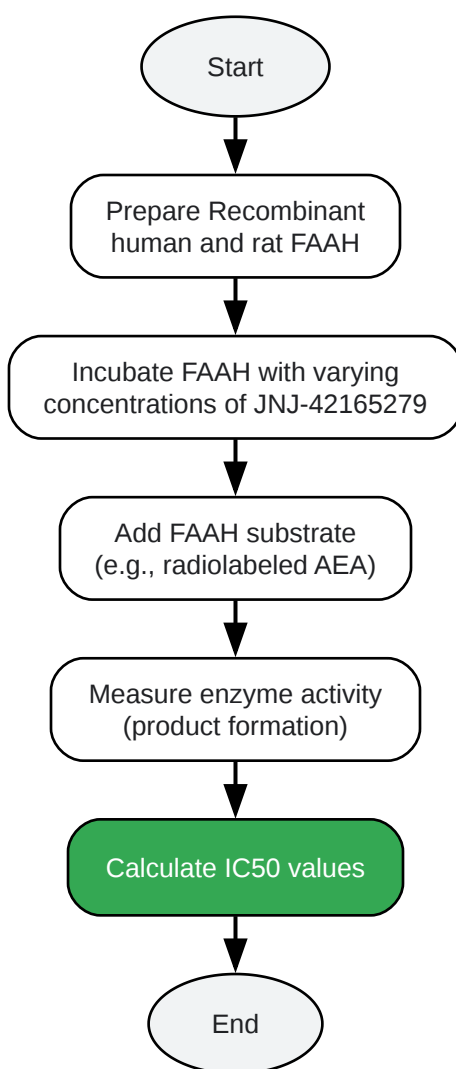 Start
Prepare Recombinant
human and rat FAAH
Incubate FAAH with varying
concentrations of JNJ-42165279
Add FAAH substrate
(e.g., radiolabeled AEA)
Measure enzyme activity
(product formation)
Calculate IC50 values
End